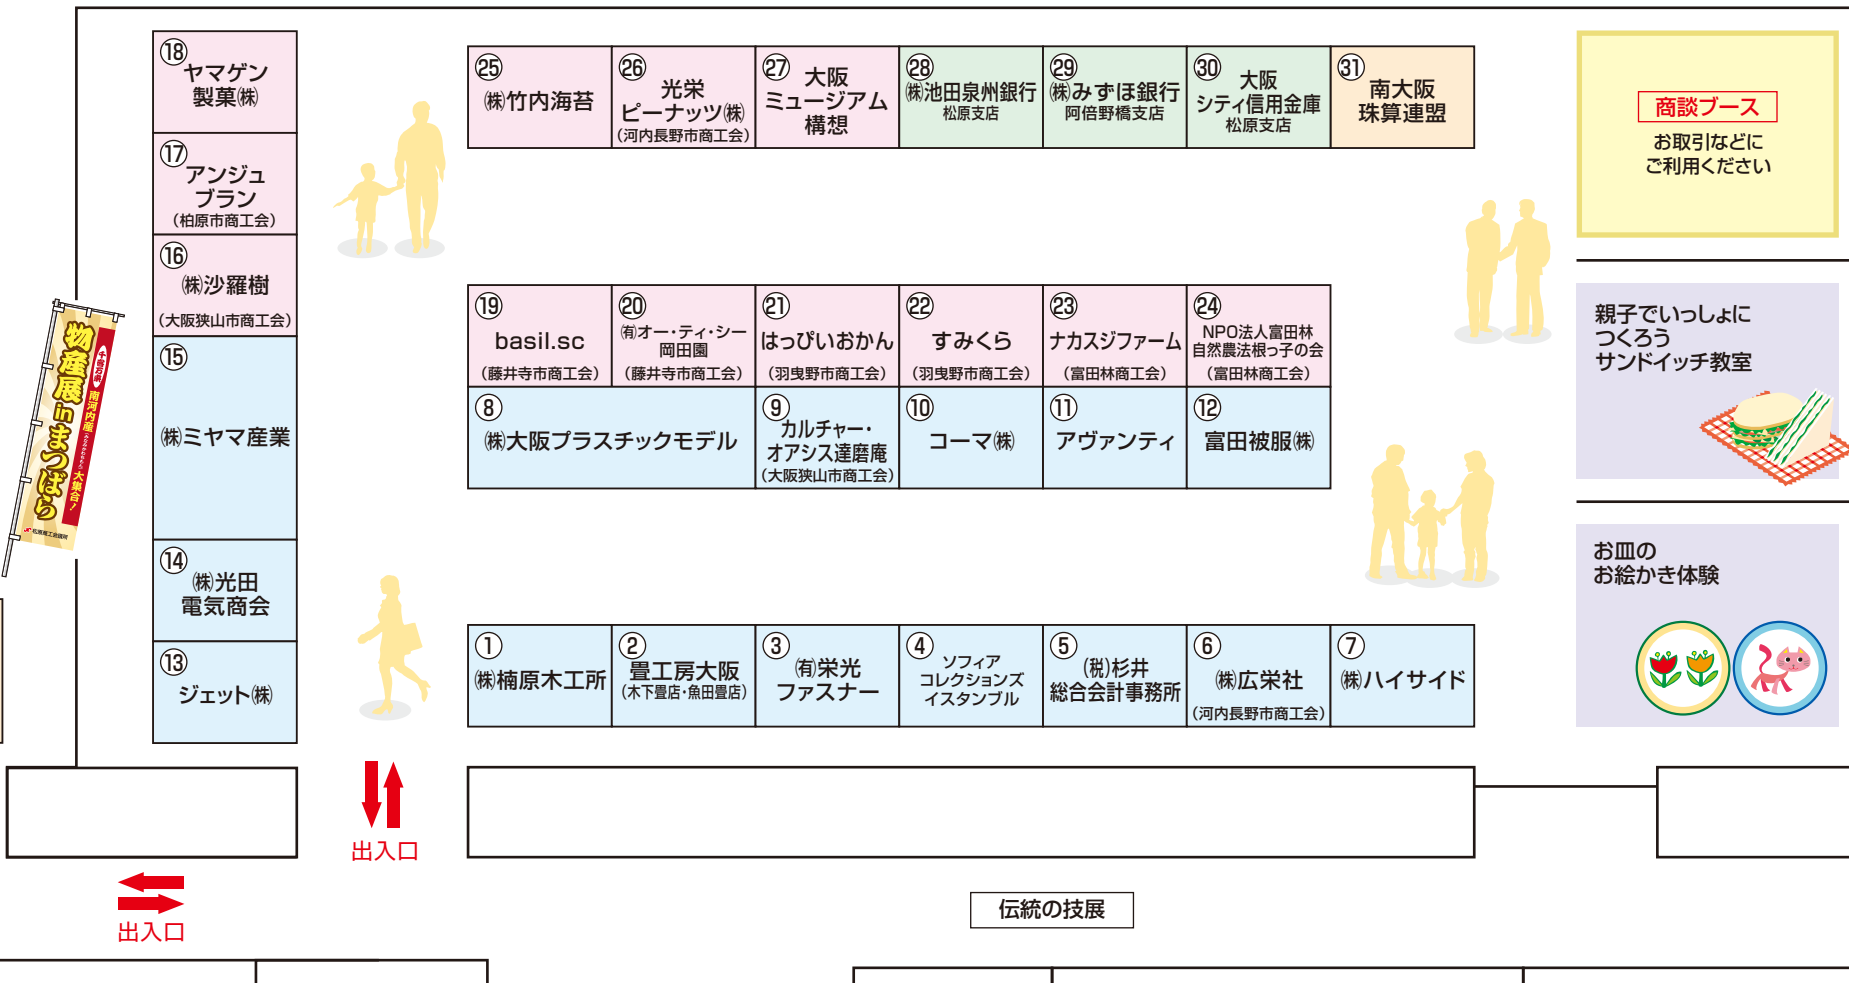 ⑱
ヤマゲン
製菓㈱
⑰
アンジュ
ブラン
(柏原市商工会)
⑯
㈱沙羅樹
(大阪狭山市商工会)
⑮
㈱ミヤマ産業
⑭
㈱光田
電気商会
⑬
ジェット㈱
千客万来
南河内産
大集合!
物産展inまつばら
松原商工会議所
㉕
㈱竹内海苔
㉖
光栄
ピーナッツ㈱
(河内長野市商工会)
㉗
大阪
ミュージアム
構想
㉘
㈱池田泉州銀行
松原支店
㉙
㈱みずほ銀行
阿倍野橋支店
㉚
大阪
シティ信用金庫
松原支店
㉛
南大阪
珠算連盟
⑲
basil.sc
(藤井寺市商工会)
⑳
㈲オー・ティ・シー
岡田園
(藤井寺市商工会)
㉑
はっぴいおかん
(羽曳野市商工会)
㉒
すみくら
(羽曳野市商工会)
㉓
ナカスジファーム
(富田林商工会)
㉔
NPO法人富田林
自然農法根っ子の会
(富田林商工会)
⑧
㈱大阪プラスチックモデル
⑨
カルチャー・
オアシス達磨庵
(大阪狭山市商工会)
⑩
コーマ㈱
⑪
アヴァンティ
⑫
富田被服㈱
①
㈱楠原木工所
②
畳工房大阪
(木下畳店・魚田畳店)
③
㈲栄光
ファスナー
④
ソフィア
コレクションズ
イスタンブル
⑤
(税)杉井
総合会計事務所
⑥
㈱広栄社
(河内長野市商工会)
⑦
㈱ハイサイド
商談ブース
お取引などに
ご利用ください
親子でいっしょに
つくろう
サンドイッチ教室
お皿の
お絵かき体験
出入口
出入口
伝統の技展